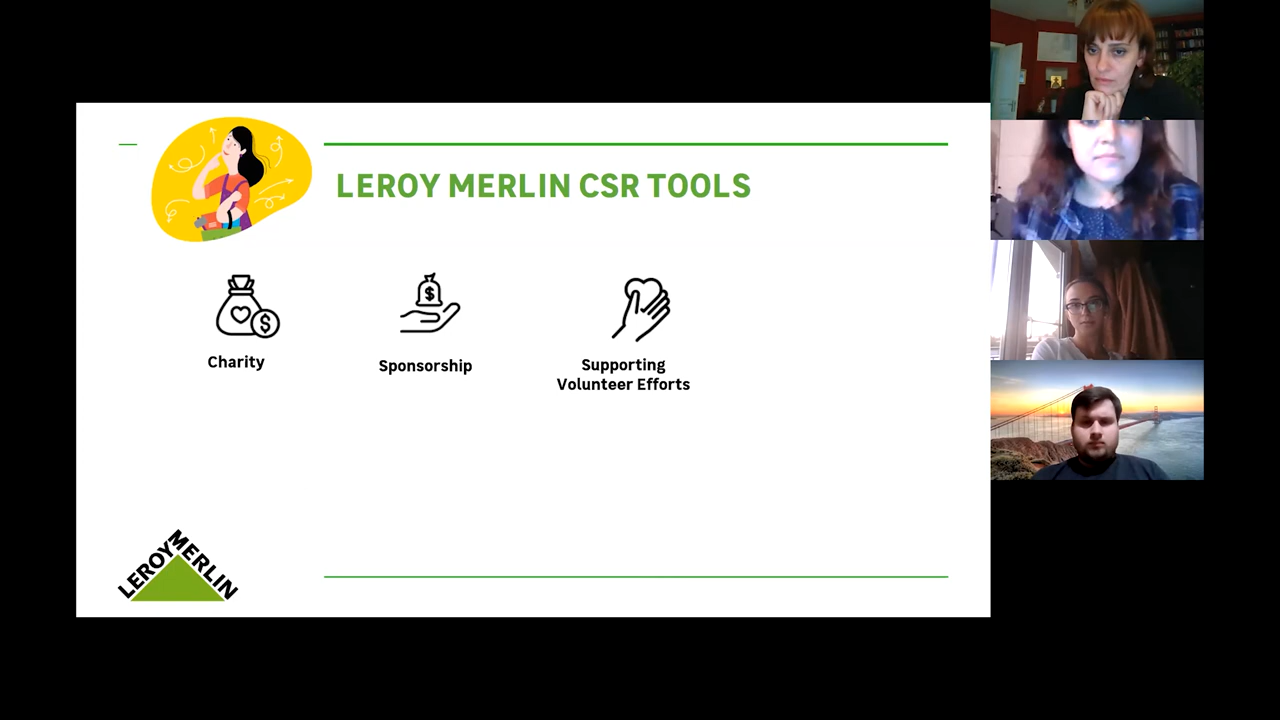 LEROY MERLIN CSR TOOLS
Charity
Sponsorship
Supporting
Volunteer Efforts
LEROY MERLIN